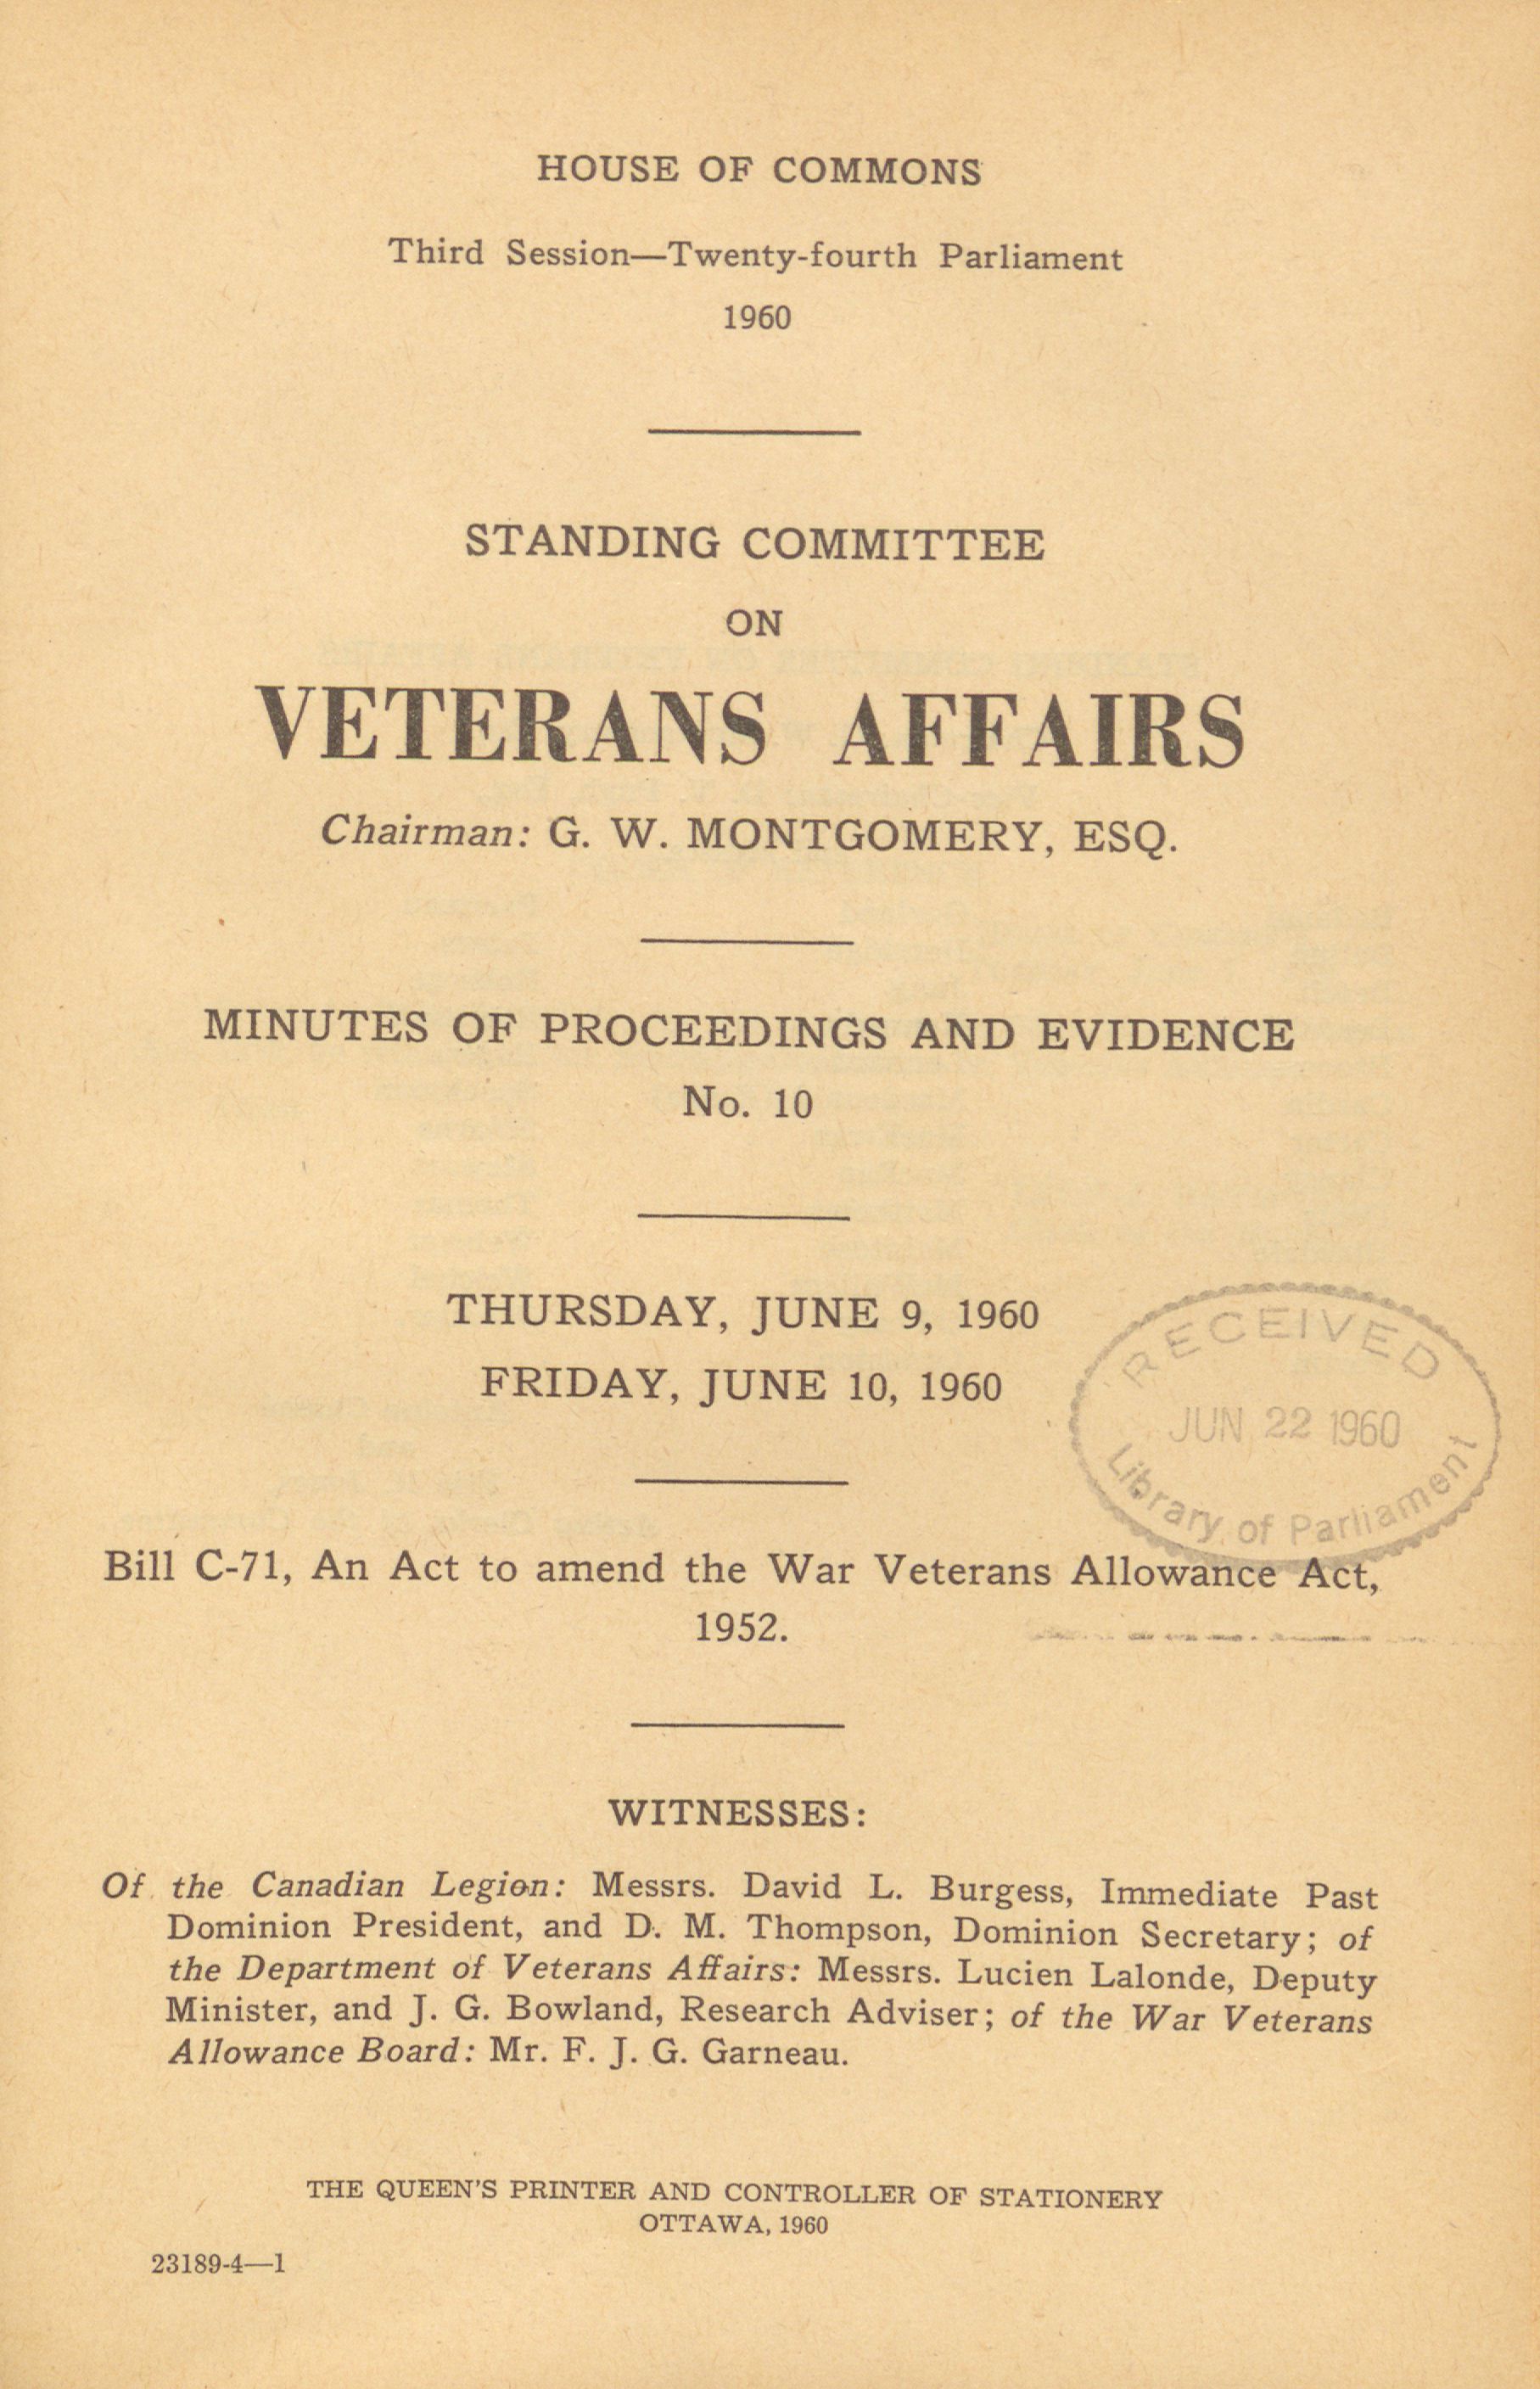 HOUSE OF COMMONS
Third Session—Twenty-fourth Parliament
1960
STANDING COMMITTEE
ON
VETERANS AFFAIRS
Chairman: G. W. MONTGOMERY, ESQ.
MINUTES OF PROCEEDINGS AND EVIDENCE
No. 10
THURSDAY, JUNE 9, 1960
FRIDAY, JUNE 10, 1960
RECEIVED
JUN 22 1960
Library of Parliament
Bill C-71, An Act to amend the War Veterans Allowance Act,
1952.
WITNESSES:
Of the Canadian Legion: Messrs. David L. Burgess, Immediate Past
Dominion President, and D. M. Thompson, Dominion Secretary; of
the Department of Veterans Affairs: Messrs. Lucien Lalonde, Deputy
Minister, and J. G. Bowland, Research Adviser; of the War Veterans
Allowance Board: Mr. F. J. G. Garneau.
THE QUEEN'S PRINTER AND CONTROLLER OF STATIONERY
OTTAWA, 1960
23189-4—1